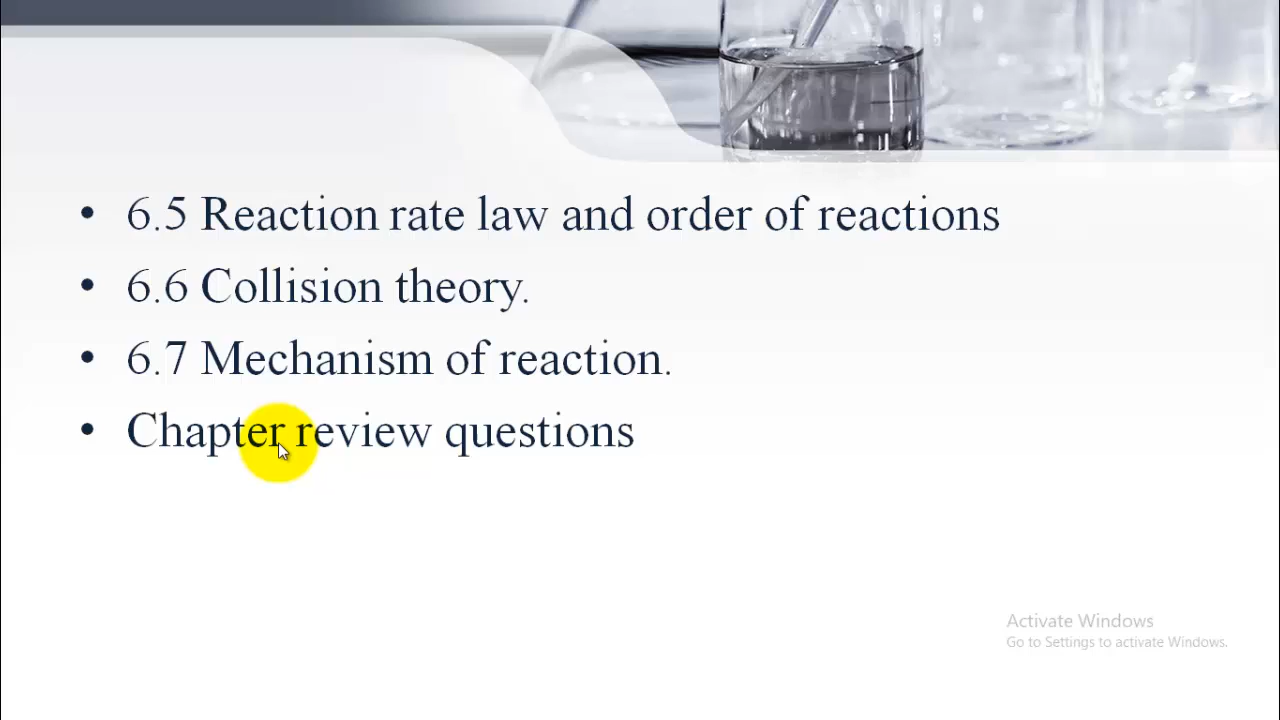 • 6.5 Reaction rate law and order of reactions
• 6.6 Collision theory.
• 6.7 Mechanism of reaction.
• Chapter review questions
Activate Windows
Go to Settings to activate Windows.